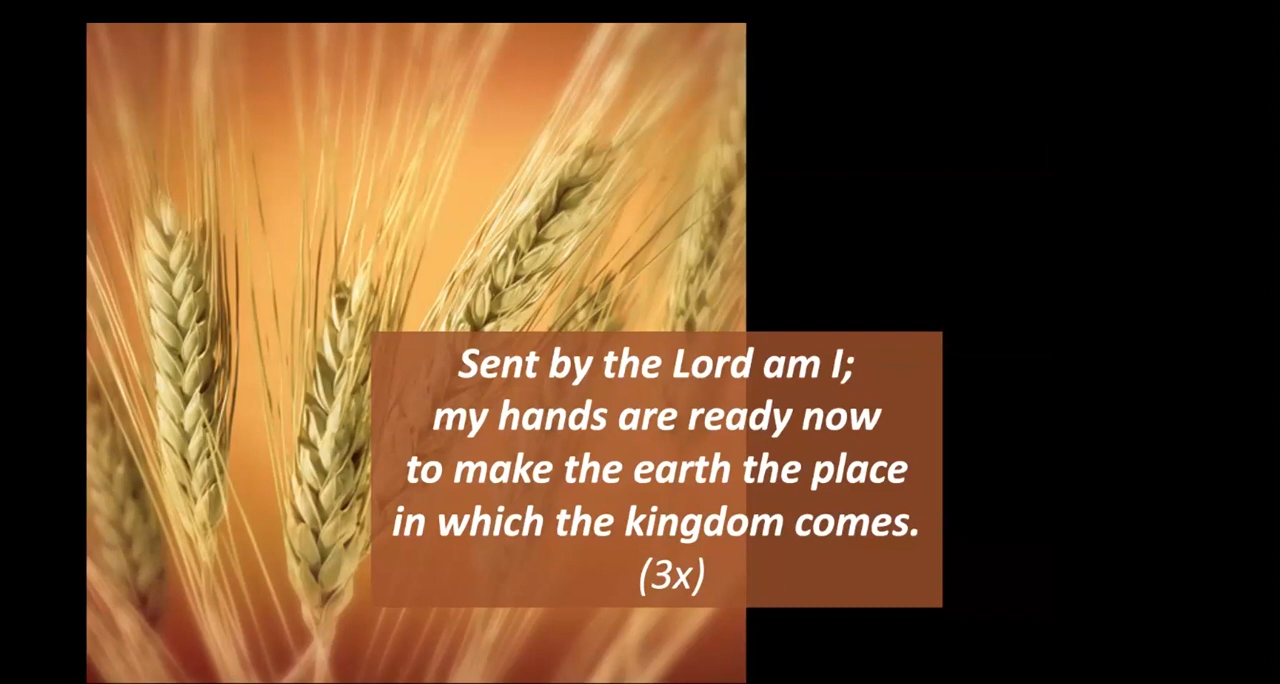 Sent by the Lord am I;
my hands are ready now
to make the earth the place
in which the kingdom comes.
(3x)